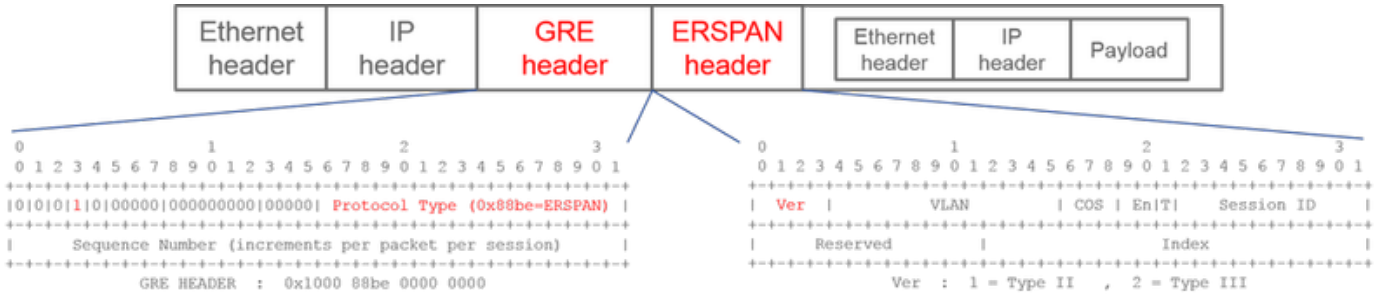 Ethernet header
IP header
GRE header
ERSPAN header
Ethernet header
IP header
Payload
0 1 2 3
0 1 2 3 4 5 6 7 8 9 0 1 2 3 4 5 6 7 8 9 0 1 2 3 4 5 6 7 8 9 0 1
+-+-+-+-+-+-+-+-+-+-+-+-+-+-+-+-+-+-+-+-+-+-+-+-+-+-+-+-+-+-+-+-+
|0|0|0|1|0|00000|000000000|00000| Protocol Type (0x88be=ERSPAN) |
+-+-+-+-+-+-+-+-+-+-+-+-+-+-+-+-+-+-+-+-+-+-+-+-+-+-+-+-+-+-+-+-+
| Sequence Number (increments per packet per session) |
+-+-+-+-+-+-+-+-+-+-+-+-+-+-+-+-+-+-+-+-+-+-+-+-+-+-+-+-+-+-+-+-+
GRE HEADER : 0x1000 88be 0000 0000
0 1 2 3
0 1 2 3 4 5 6 7 8 9 0 1 2 3 4 5 6 7 8 9 0 1 2 3 4 5 6 7 8 9 0 1
+-+-+-+-+-+-+-+-+-+-+-+-+-+-+-+-+-+-+-+-+-+-+-+-+-+-+-+-+-+-+-+-+
| Ver | VLAN | COS | En|T| Session ID |
+-+-+-+-+-+-+-+-+-+-+-+-+-+-+-+-+-+-+-+-+-+-+-+-+-+-+-+-+-+-+-+-+
| Reserved | Index |
+-+-+-+-+-+-+-+-+-+-+-+-+-+-+-+-+-+-+-+-+-+-+-+-+-+-+-+-+-+-+-+-+
Ver : 1 = Type II , 2 = Type III